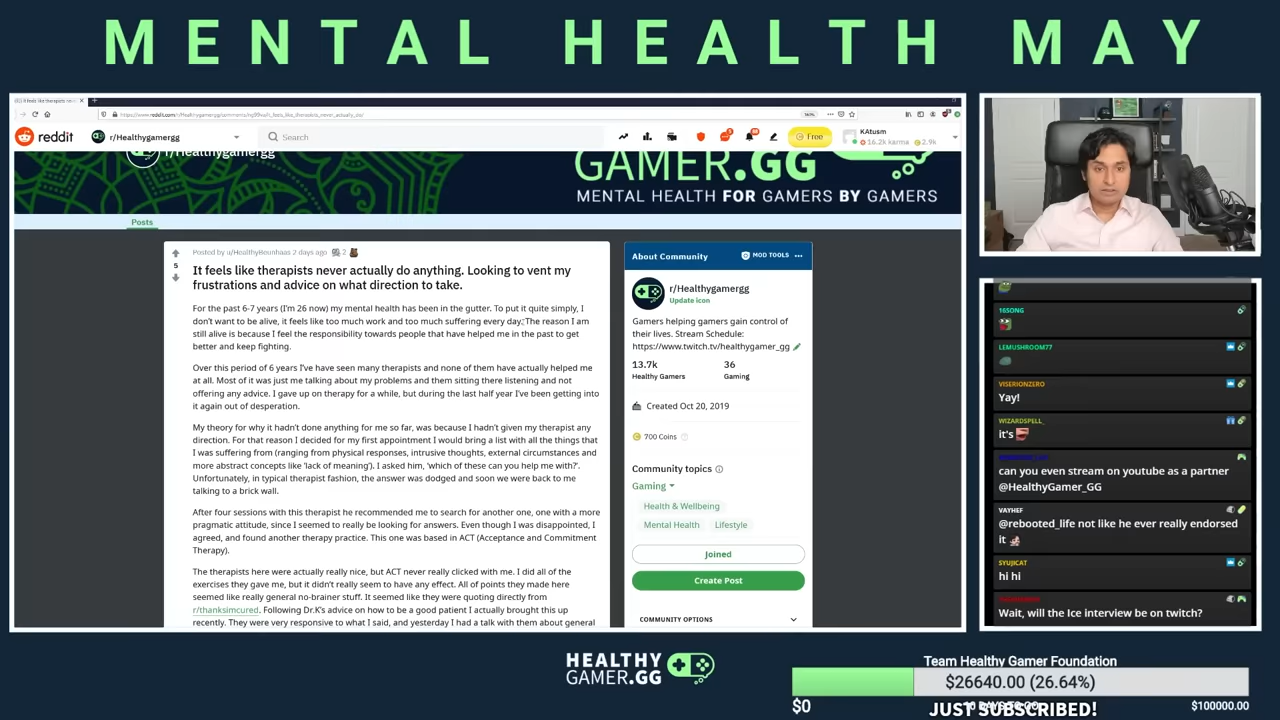 MENTAL HEALTH MAY
reddit
r/Healthygamergg
Search
Free
KAtusm
16.2k karma
2.9k
r/Healthygamergg
GAMER.GG
MENTAL HEALTH FOR GAMERS BY GAMERS
Posts
Posted by u/HealthyBounhaas 2 days ago
2
5
It feels like therapists never actually do anything. Looking to vent my
frustrations and advice on what direction to take.
For the past 6-7 years (I'm 26 now) my mental health has been in the gutter. To put it quite simply, I
don't want to be alive, it feels like too much work and too much suffering every day. The reason I am
still alive is because I feel the responsibility towards people that have helped me in the past to get
better and keep fighting.
Over this period of 6 years I've have seen many therapists and none of them have actually helped me
at all. Most of it was just me talking about my problems and them sitting there listening and not
offering any advice. I gave up on therapy for a while, but during the last half year I've been getting into
it again out of desperation.
My theory for why it hadn't done anything for me so far, was because I hadn't given my therapist any
direction. For that reason I decided for my first appointment I would bring a list with all the things that
I was suffering from (ranging from physical responses, intrusive thoughts, external circumstances and
more abstract concepts like 'lack of meaning'). I asked him, 'which of these can you help me with?'.
Unfortunately, in typical therapist fashion, the answer was dodged and soon we were back to me
talking to a brick wall.
After four sessions with this therapist he recommended me to search for another one, one with a more
pragmatic attitude, since I seemed to really be looking for answers. Even though I was disappointed, I
agreed, and found another therapy practice. This one was based in ACT (Acceptance and Commitment
Therapy).
The therapists here were actually really nice, but ACT never really clicked with me. I did all of the
exercises they gave me, but it didn't really seem to have any effect. All of points they made here
seemed like really general no-brainer stuff. It seemed like they were quoting directly from
r/thanksimcured. Following Dr.K's advice on how to be a good patient I actually brought this up
recently. They were very responsive to what I said, and yesterday I had a talk with them about general
About Community
MOD TOOLS
r/Healthygamergg
Update icon
Gamers helping gamers gain control of
their lives. Stream Schedule:
https://www.twitch.tv/healthygamer_gg
13.7k 36
Healthy Gamers Gaming
Created Oct 20, 2019
700 Coins
Community topics
Gaming
Health & Wellbeing
Mental Health Lifestyle
Joined
Create Post
COMMUNITY OPTIONS
16SONG
LEMUSHROOM77
VISERIONZERO
Yay!
WIZARDSPELL_
it's
can you even stream on youtube as a partner
@HealthyGamer_GG
VAYHEF
@rebooted_life not like he ever really endorsed
it
SYUJICAT
hi hi
Wait, will the Ice interview be on twitch?
HEALTHY
GAMER.GG
Team Healthy Gamer Foundation
$26640.00 (26.64%)
$0
JUST SUBSCRIBED!
$100000.00